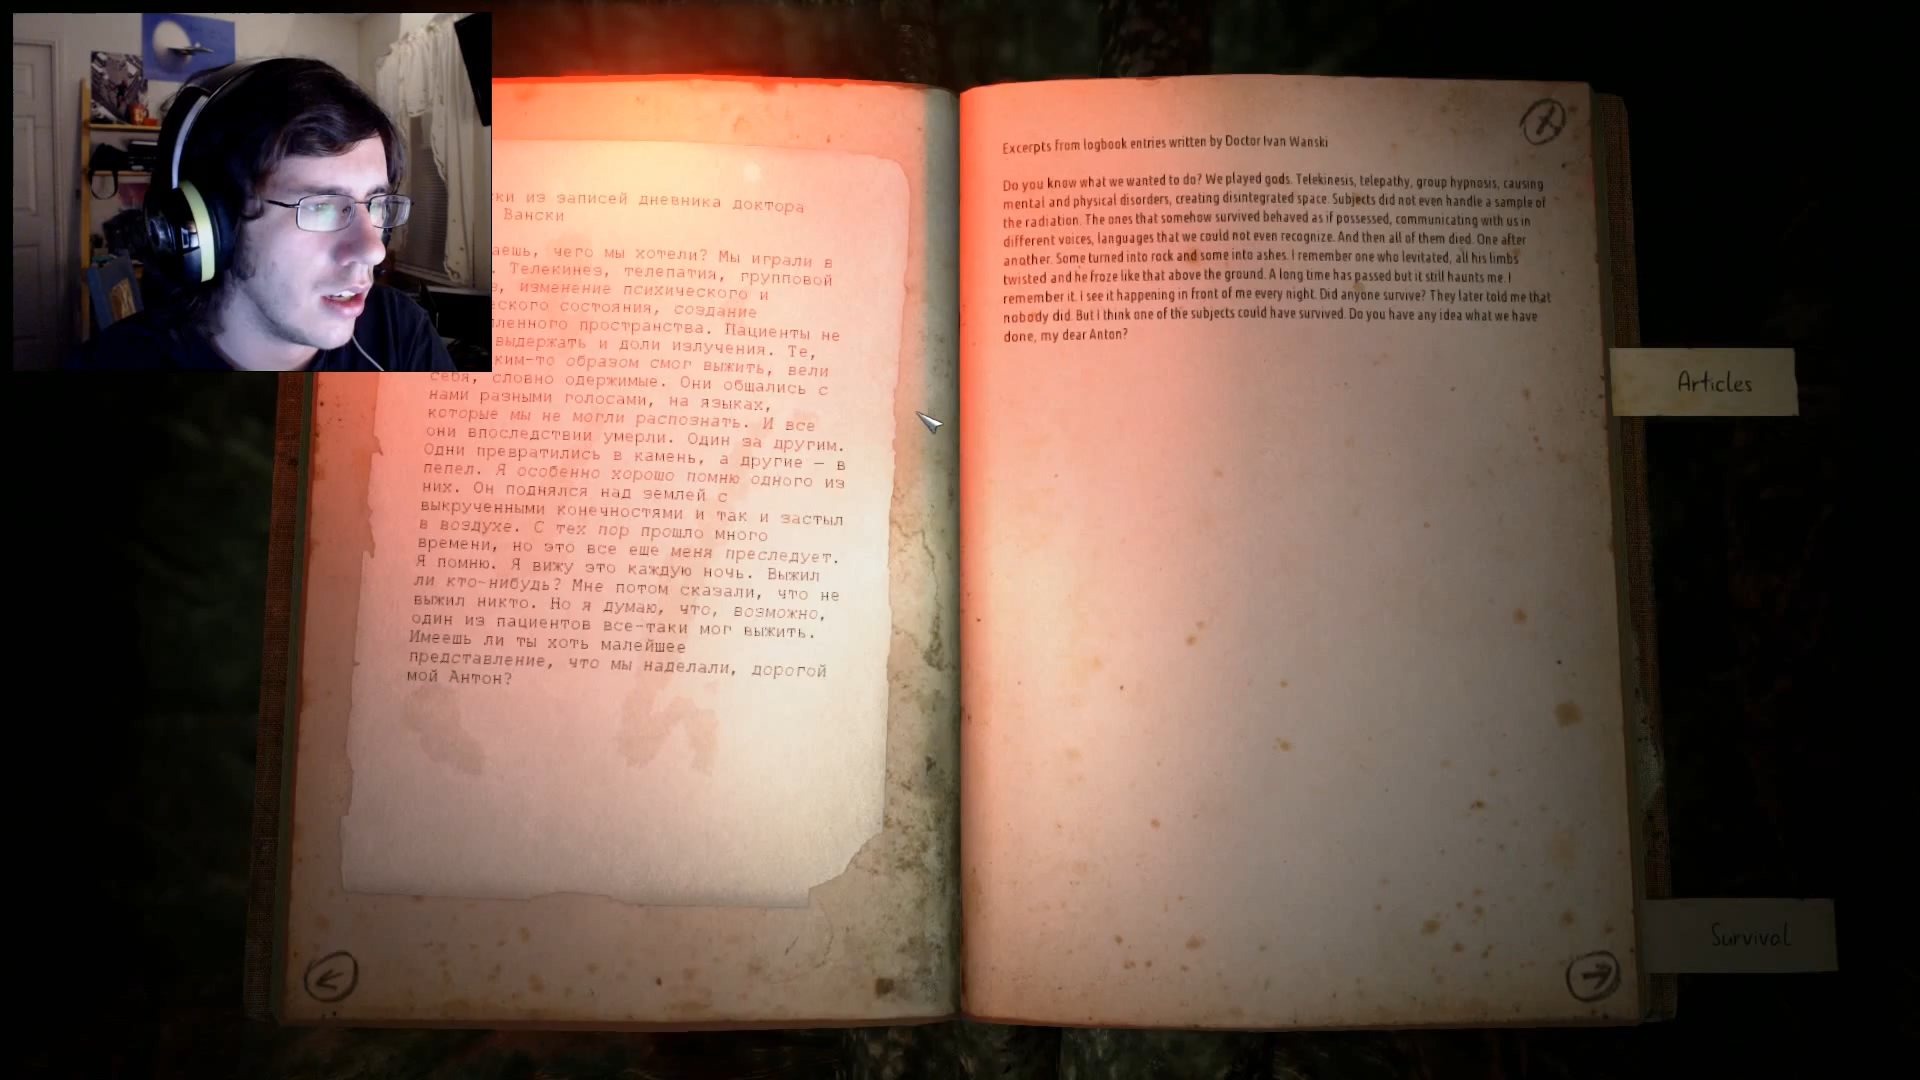 ки из записей дневника доктора
Вански
аешь, чего мы хотели? Мы играли в
. Телекинез, телепатия, групповой
з, изменение психического и
еского состояния, создание
ленного пространства. Пациенты не
выдержать и доли излучения. Те,
ким-то образом смог выжить, вели
себя, словно одержимые. Они общались с
нами разными голосами, на языках,
которые мы не могли распознать. И все
они впоследствии умерли. Один за другим.
Одни превратились в камень, а другие – в
пепел. Я особенно хорошо помню одного из
них. Он поднялся над землей с
выкрученными конечностями и так и застыл
в воздухе. С тех пор прошло много
времени, но это все еще меня преследует.
Я помню. Я вижу это каждую ночь. Выжил
ли кто-нибудь? Мне потом сказали, что не
выжил никто. Но я думаю, что, возможно,
один из пациентов все-таки мог выжить.
Имеешь ли ты хоть малейшее
представление, что мы наделали, дорогой
мой Антон?
Excerpts from logbook entries written by Doctor Ivan Wanski
Do you know what we wanted to do? We played gods. Telekinesis, telepathy, group hypnosis, causing
mental and physical disorders, creating disintegrated space. Subjects did not even handle a sample of
the radiation. The ones that somehow survived behaved as if possessed, communicating with us in
different voices, languages that we could not even recognize. And then all of them died. One after
another. Some turned into rock and some into ashes. I remember one who levitated, all his limbs
twisted and he froze like that above the ground. A long time has passed but it still haunts me. I
remember it. I see it happening in front of me every night. Did anyone survive? They later told me that
nobody did. But I think one of the subjects could have survived. Do you have any idea what we have
done, my dear Anton?
Articles
Survival